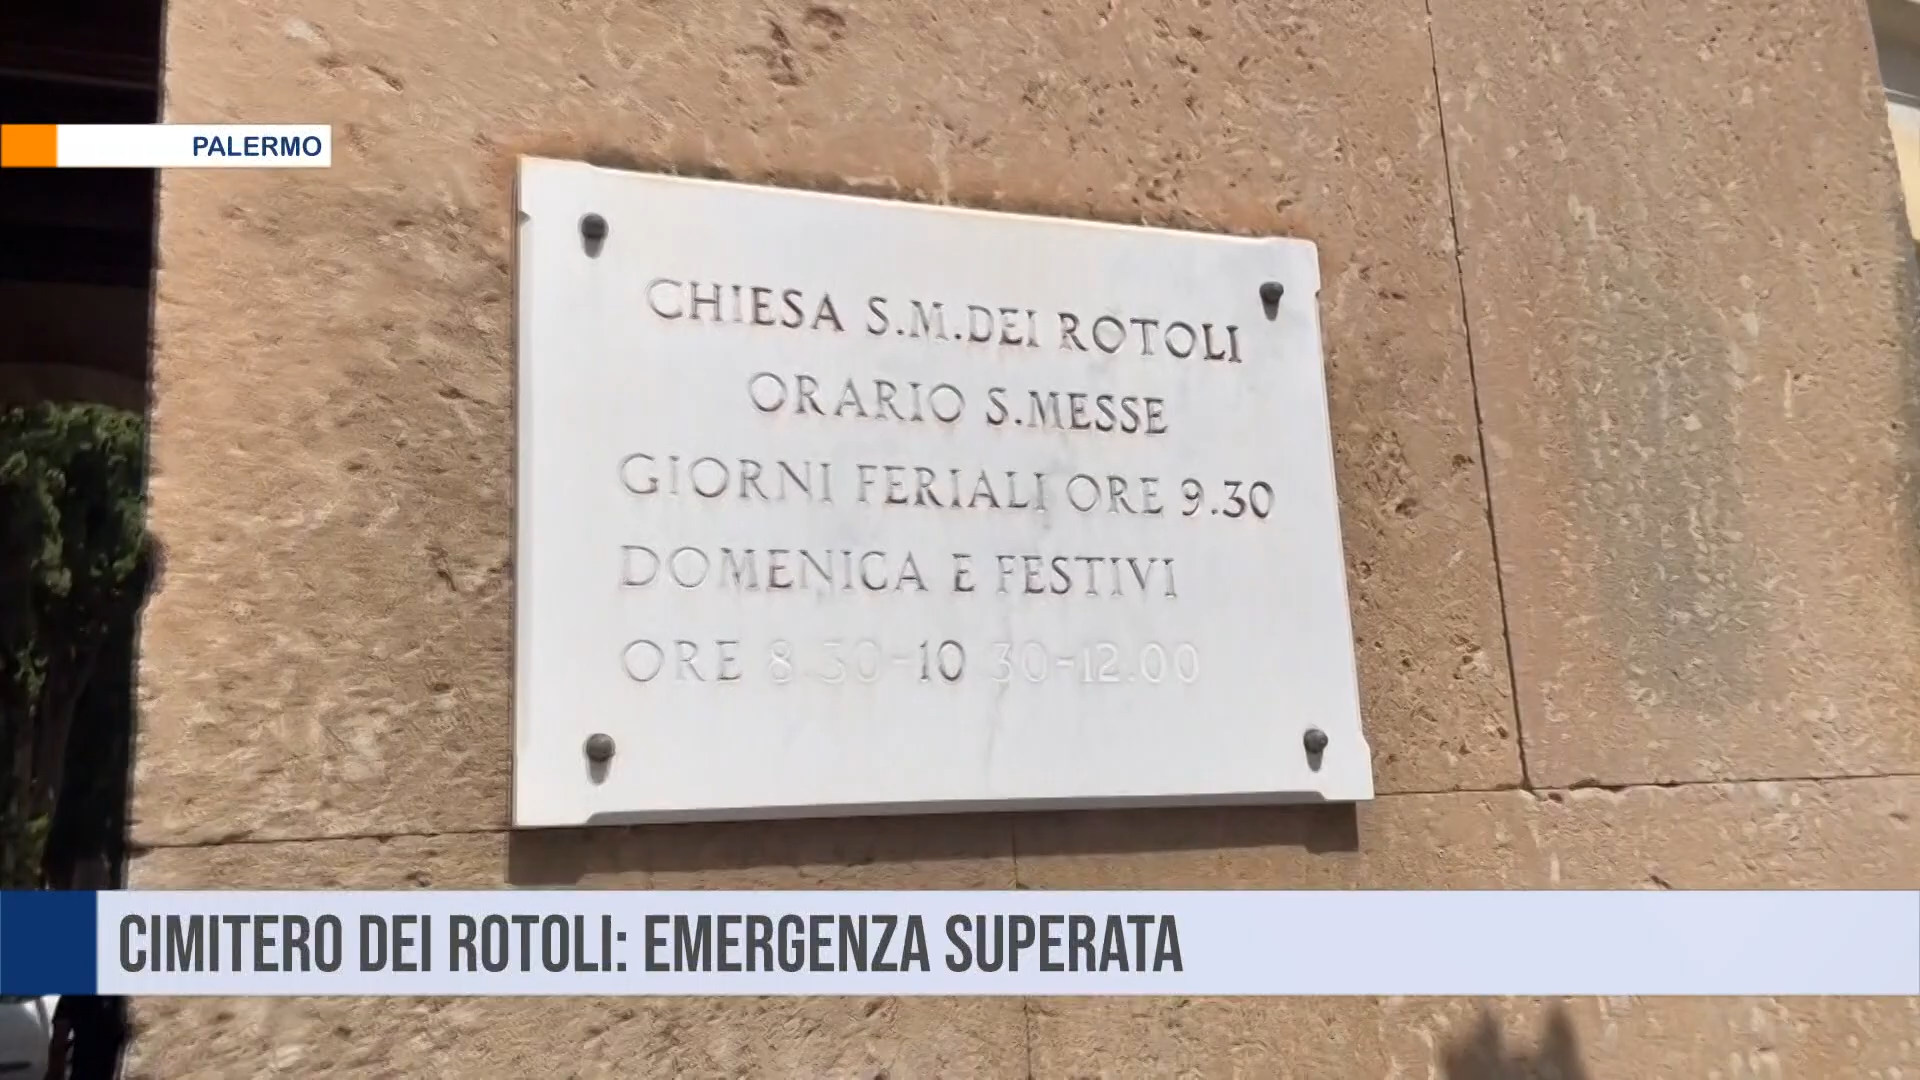 PALERMO
CHIESA S.M.DEI ROTOLI
ORARIO S.MESSE
GIORNI FERIALI ORE 9.30
DOMENICA E FESTIVI
ORE 8.30-10 30-12.00
CIMITERO DEI ROTOLI: EMERGENZA SUPERATA